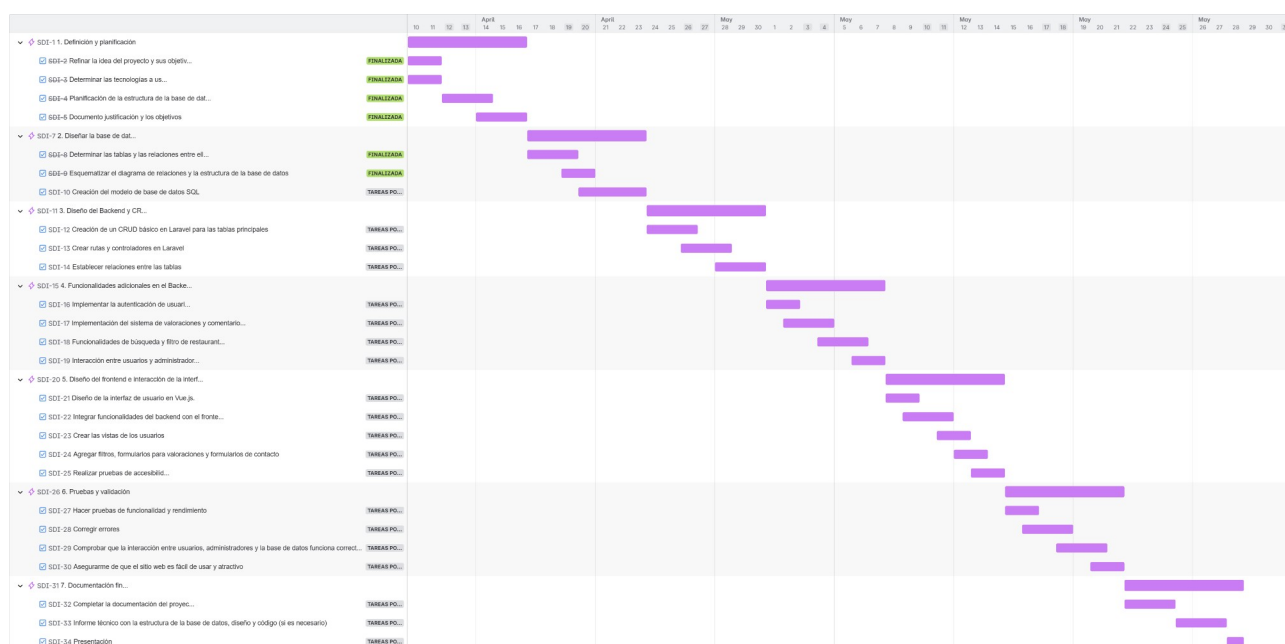 April April May May May May May
10 11 12 13 14 15 16 17 18 19 20 21 22 23 24 25 26 27 28 29 30 1 2 3 4 5 6 7 8 9 10 11 12 13 14 15 16 17 18 19 20 21 22 23 24 25 26 27 28 29 30
SDI-1 1. Definición y planificación
SDI-2 Refinar la idea del proyecto y sus objetiv... FINALIZADA
SDI-3 Determinar las tecnologías a us... FINALIZADA
SDI-4 Planificación de la estructura de la base de dat... FINALIZADA
SDI-5 Documento justificación y los objetivos FINALIZADA
SDI-7 2. Diseñar la base de dat...
SDI-8 Determinar las tablas y las relaciones entre ell... FINALIZADA
SDI-9 Esquematizar el diagrama de relaciones y la estructura de la base de datos FINALIZADA
SDI-10 Creación del modelo de base de datos SQL TAREAS PO...
SDI-11 3. Diseño del Backend y CR...
SDI-12 Creación de un CRUD básico en Laravel para las tablas principales TAREAS PO...
SDI-13 Crear rutas y controladores en Laravel TAREAS PO...
SDI-14 Establecer relaciones entre las tablas TAREAS PO...
SDI-15 4. Funcionalidades adicionales en el Backe...
SDI-16 Implementar la autenticación de usuari... TAREAS PO...
SDI-17 Implementación del sistema de valoraciones y comentario... TAREAS PO...
SDI-18 Funcionalidades de búsqueda y filtro de restaurant... TAREAS PO...
SDI-19 Interacción entre usuarios y administrador... TAREAS PO...
SDI-20 5. Diseño del frontend e interacción de la interf...
SDI-21 Diseño de la interfaz de usuario en Vue.js. TAREAS PO...
SDI-22 Integrar funcionalidades del backend con el fronte... TAREAS PO...
SDI-23 Crear las vistas de los usuarios TAREAS PO...
SDI-24 Agregar filtros, formularios para valoraciones y formularios de contacto TAREAS PO...
SDI-25 Realizar pruebas de accesibilid... TAREAS PO...
SDI-26 6. Pruebas y validación
SDI-27 Hacer pruebas de funcionalidad y rendimiento TAREAS PO...
SDI-28 Corregir errores TAREAS PO...
SDI-29 Comprobar que la interacción entre usuarios, administradores y la base de datos funciona correct... TAREAS PO...
SDI-30 Asegurarme de que el sitio web es fácil de usar y atractivo TAREAS PO...
SDI-31 7. Documentación fin...
SDI-32 Completar la documentación del proyec... TAREAS PO...
SDI-33 Informe técnico con la estructura de la base de datos, diseño y código (si es necesario) TAREAS PO...
SDI-34 Presentación TAREAS PO...